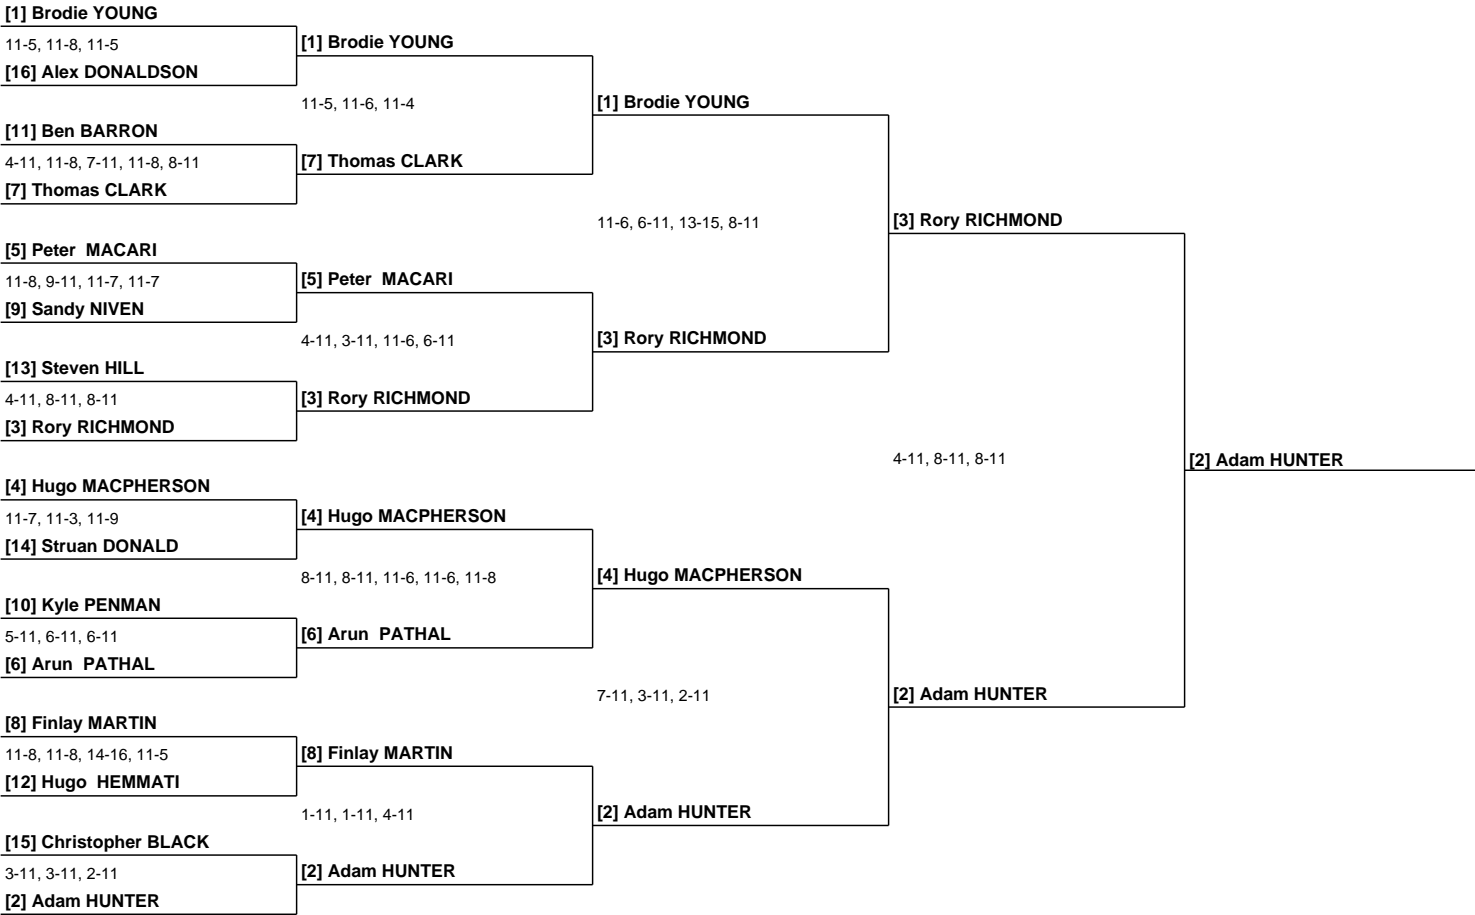 [1] Brodie YOUNG
11-5, 11-8, 11-5
[16] Alex DONALDSON
[11] Ben BARRON
4-11, 11-8, 7-11, 11-8, 8-11
[7] Thomas CLARK
[5] Peter  MACARI
11-8, 9-11, 11-7, 11-7
[9] Sandy NIVEN
[13] Steven HILL
4-11, 8-11, 8-11
[3] Rory RICHMOND
[4] Hugo MACPHERSON
11-7, 11-3, 11-9
[14] Struan DONALD
[10] Kyle PENMAN
5-11, 6-11, 6-11
[6] Arun  PATHAL
[8] Finlay MARTIN
11-8, 11-8, 14-16, 11-5
[12] Hugo  HEMMATI
[15] Christopher BLACK
3-11, 3-11, 2-11
[2] Adam HUNTER
[1] Brodie YOUNG
11-5, 11-6, 11-4
[7] Thomas CLARK
[5] Peter  MACARI
4-11, 3-11, 11-6, 6-11
[3] Rory RICHMOND
[4] Hugo MACPHERSON
8-11, 8-11, 11-6, 11-6, 11-8
[6] Arun  PATHAL
[8] Finlay MARTIN
1-11, 1-11, 4-11
[2] Adam HUNTER
[1] Brodie YOUNG
11-6, 6-11, 13-15, 8-11
[3] Rory RICHMOND
[4] Hugo MACPHERSON
7-11, 3-11, 2-11
[2] Adam HUNTER
[3] Rory RICHMOND
4-11, 8-11, 8-11
[2] Adam HUNTER
[2] Adam HUNTER